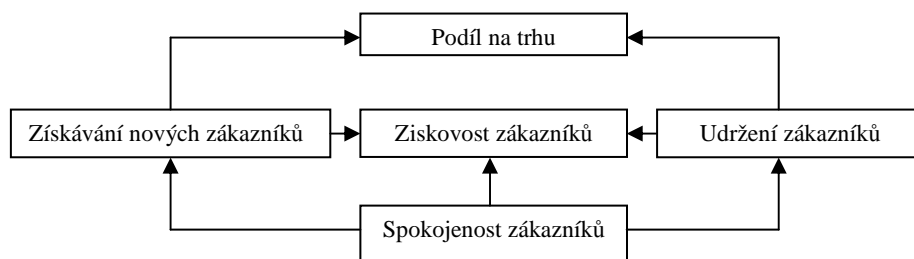 Podíl na trhu
Získávání nových zákazníků
Ziskovost zákazníků
Udržení zákazníků
Spokojenost zákazníků